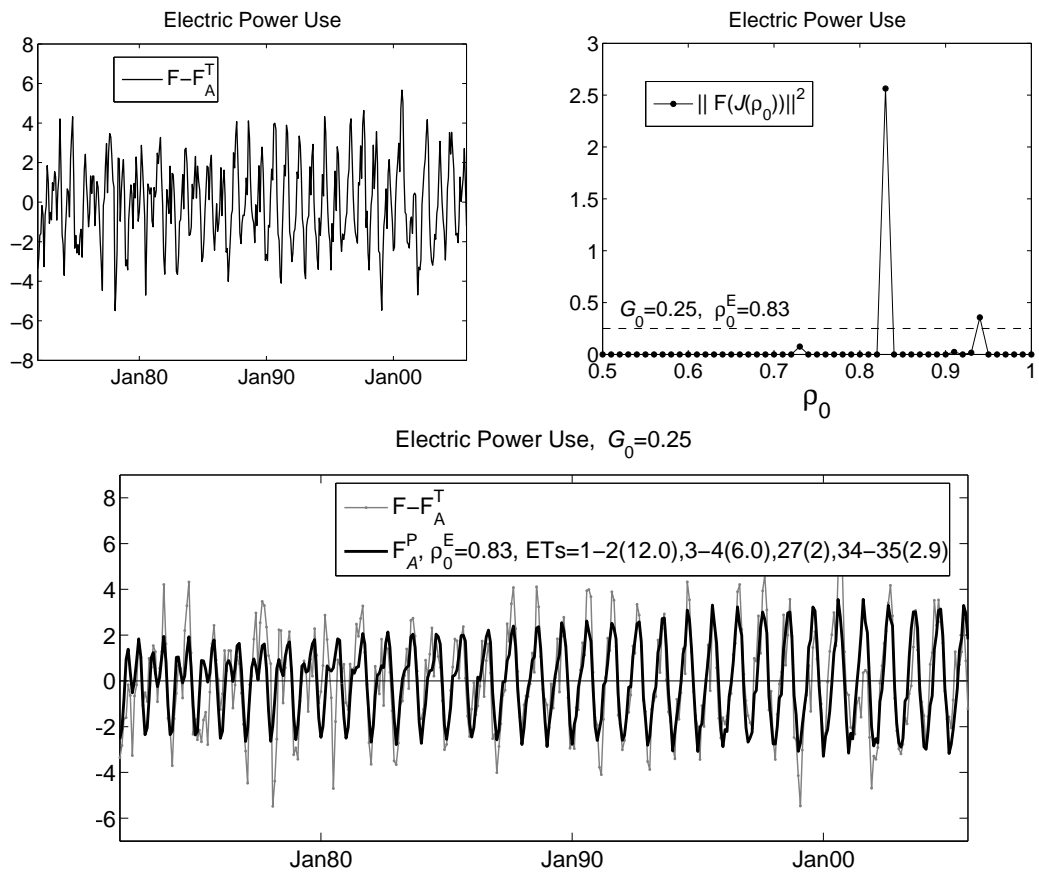 Electric Power Use
8
6
4
2
0
−2
−4
−6
−8
F−F_A^T
Jan80 Jan90 Jan00
Electric Power Use
3
2.5
2
1.5
1
0.5
0
|| F(J(ρ_0))||^2
G_0=0.25, ρ_0^E=0.83
0.5 0.6 0.7 0.8 0.9 1
ρ_0
Electric Power Use, G_0=0.25
8
6
4
2
0
-2
-4
-6
F−F_A^T
F_A^P, ρ_0^E=0.83, ETs=1−2(12.0),3−4(6.0),27(2),34−35(2.9)
Jan80 Jan90 Jan00